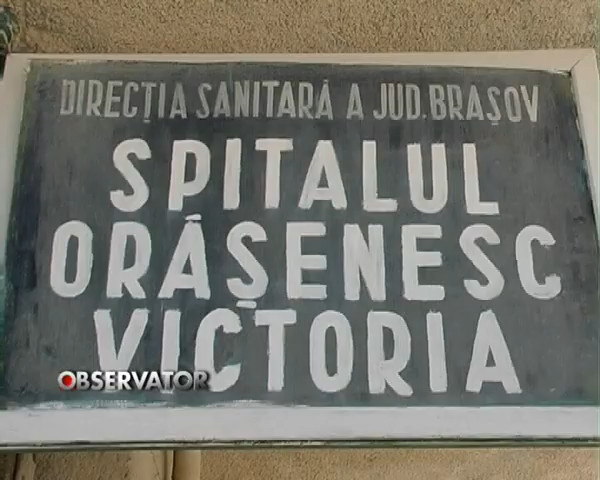 DIRECȚIA SANITARĂ A JUD. BRAȘOV
SPITALUL
ORĂȘENESC
VICTORIA
OBSERVATOR